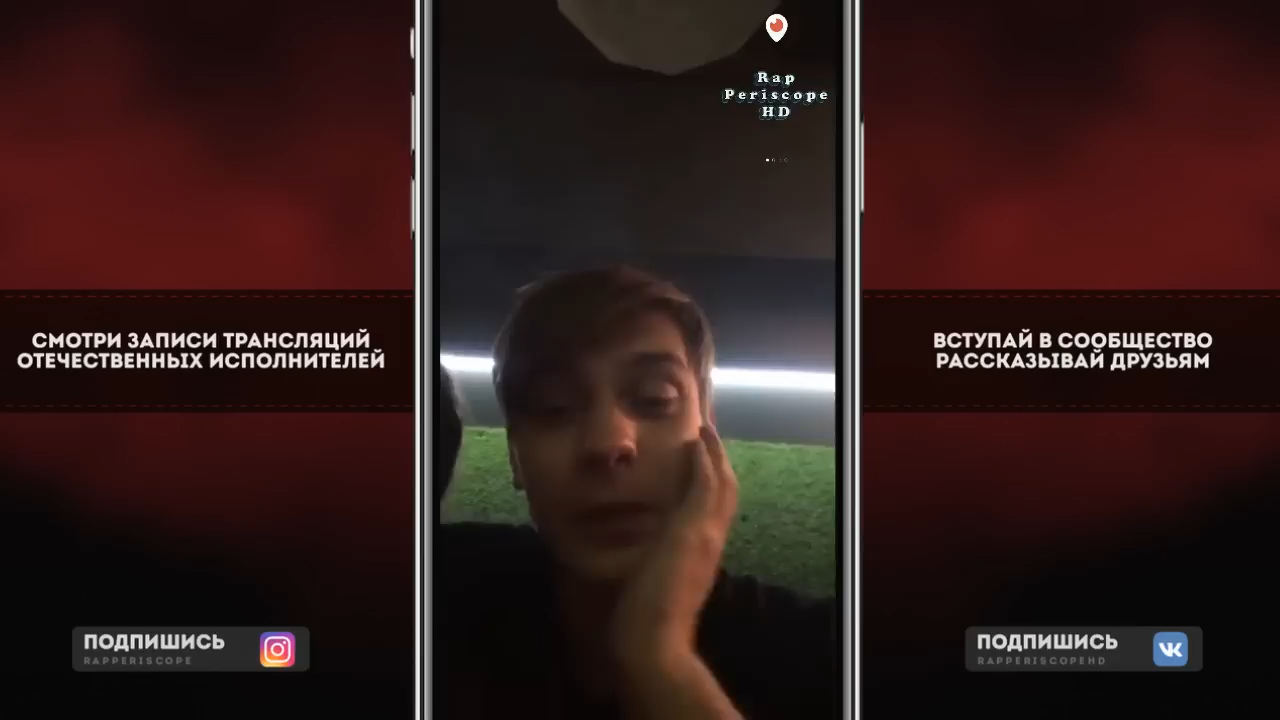 Rap
Periscope
HD
СМОТРИ ЗАПИСИ ТРАНСЛЯЦИЙ
ОТЕЧЕСТВЕННЫХ ИСПОЛНИТЕЛЕЙ
ВСТУПАЙ В СООБЩЕСТВО
РАССКАЗЫВАЙ ДРУЗЬЯМ
ПОДПИШИСЬ
RAPPERISCOPE
ПОДПИШИСЬ
RAPPERISCOPEHD